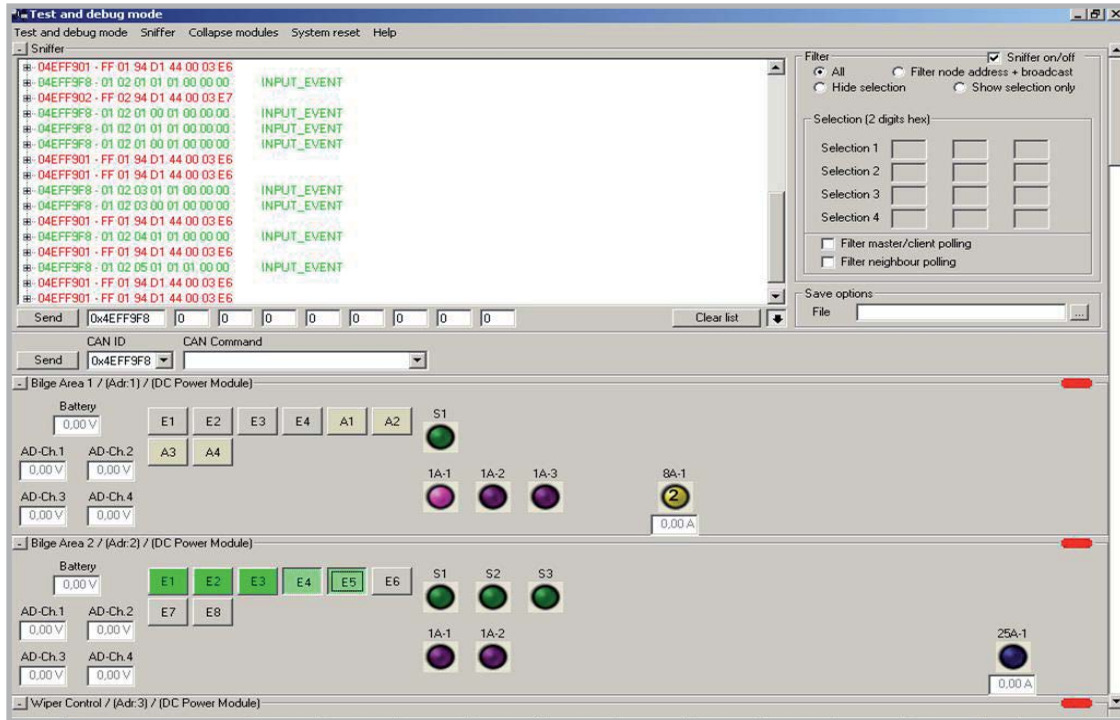 Test and debug mode
Test and debug mode Sniffer Collapse modules System reset Help
Sniffer
04EFF901 - FF 01 94 D1 44 00 03 E6
04EFF9F8 - 01 02 01 01 00 00 00 INPUT_EVENT
04EFF902 - FF 02 94 D1 44 00 03 E7
04EFF9F8 - 01 02 01 00 00 00 00 INPUT_EVENT
04EFF9F8 - 01 02 01 01 00 00 00 INPUT_EVENT
04EFF9F8 - 01 02 01 00 00 00 00 INPUT_EVENT
04EFF901 - FF 01 94 D1 44 00 03 E6
04EFF901 - FF 01 94 D1 44 00 03 E6
04EFF9F8 - 01 02 03 01 01 00 00 00 INPUT_EVENT
04EFF9F8 - 01 02 03 00 01 00 00 00 INPUT_EVENT
04EFF901 - FF 01 94 D1 44 00 03 E6
04EFF9F8 - 01 02 04 01 01 00 00 00 INPUT_EVENT
04EFF901 - FF 01 94 D1 44 00 03 E6
04EFF9F8 - 01 02 05 01 01 01 00 00 INPUT_EVENT
04EFF901 - FF 01 94 D1 44 00 03 E6
04EFF901 - FF 01 94 D1 44 00 03 E6
Send 0x4EFF9F8 0 0 0 0 0 0 0 0 Clear list
Filter Sniffer on/off
All Filter node address + broadcast
Hide selection Show selection only
Selection (2 digits hex)
Selection 1
Selection 2
Selection 3
Selection 4
Filter master/client polling
Filter neighbour polling
Save options
File ...
CAN ID CAN Command
Send 0x4EFF9F8
Bilge Area 1 / (Adr:1) / (DC Power Module)
Battery
0,00 V
E1 E2 E3 E4 A1 A2 S1
AD-Ch.1 AD-Ch.2 A3 A4
0,00 V 0,00 V
1A-1 1A-2 1A-3 8A-1
AD-Ch.3 AD-Ch.4 2
0,00 V 0,00 V 0,00 A
Bilge Area 2 / (Adr:2) / (DC Power Module)
Battery
0,00 V
E1 E2 E3 E4 E5 E6 S1 S2 S3
AD-Ch.1 AD-Ch.2 E7 E8
0,00 V 0,00 V
1A-1 1A-2 25A-1
AD-Ch.3 AD-Ch.4
0,00 V 0,00 V 0,00 A
Wiper Control / (Adr:3) / (DC Power Module)